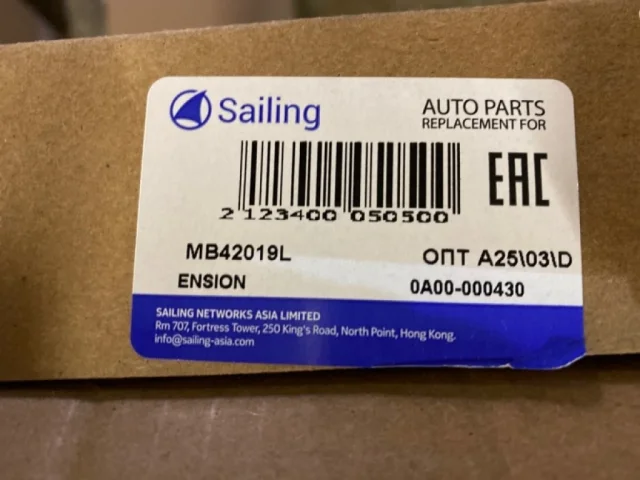 Sailing
AUTO PARTS
REPLACEMENT FOR
EAC
2 123400 050500
MB42019L
ОПТ A25\03\D
ENSION
0A00-000430
SAILING NETWORKS ASIA LIMITED
Rm 707, Fortress Tower, 250 King's Road, North Point, Hong Kong.
info@sailing-asia.com